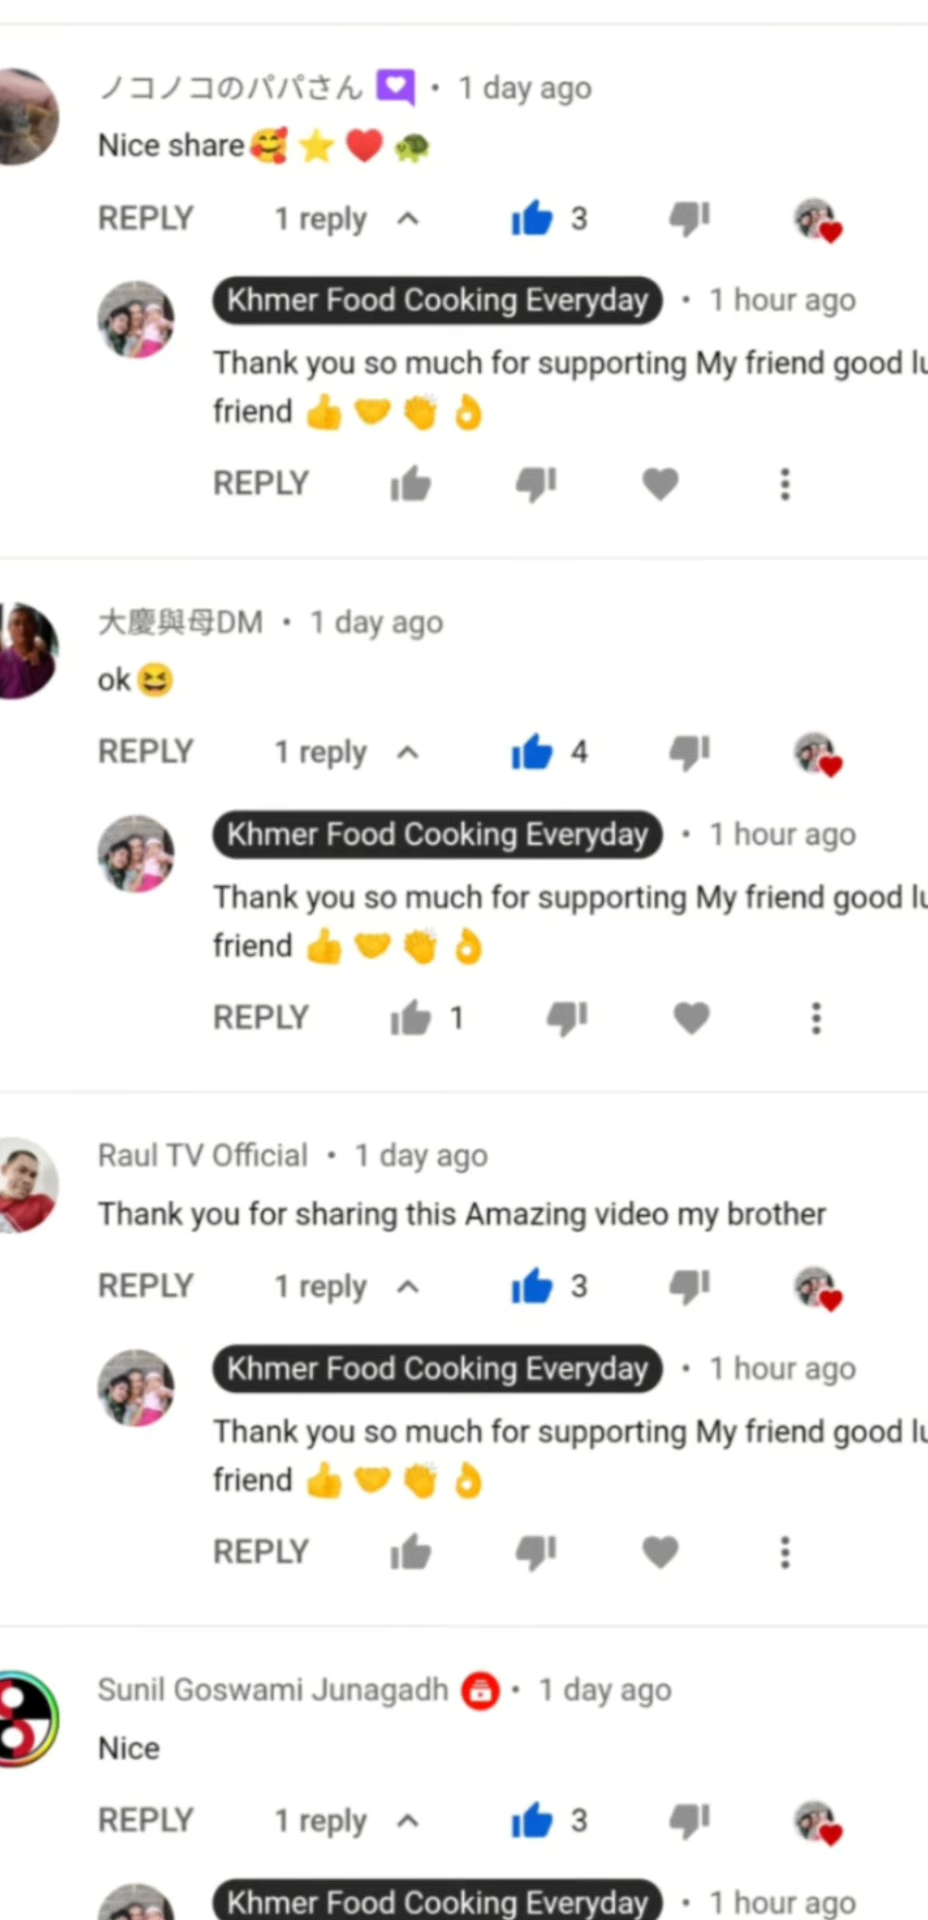 ノコノコのパパさん • 1 day ago
Nice share🥰⭐❤️🐢
REPLY 1 reply 3
Khmer Food Cooking Everyday • 1 hour ago
Thank you so much for supporting My friend good
friend 👍🤝👏👌
REPLY
大慶與母DM • 1 day ago
ok😆
REPLY 1 reply 4
Khmer Food Cooking Everyday • 1 hour ago
Thank you so much for supporting My friend good
friend 👍🤝👏👌
REPLY 1
Raul TV Official • 1 day ago
Thank you for sharing this Amazing video my brother
REPLY 1 reply 3
Khmer Food Cooking Everyday • 1 hour ago
Thank you so much for supporting My friend good
friend 👍🤝👏👌
REPLY
Sunil Goswami Junagadh • 1 day ago
Nice
REPLY 1 reply 3
Khmer Food Cooking Everyday • 1 hour ago